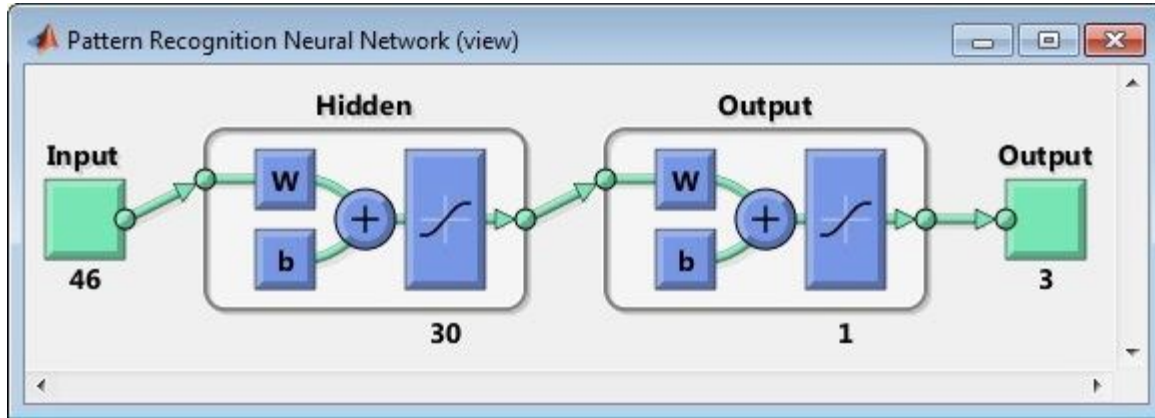 Pattern Recognition Neural Network (view)
Hidden
Output
Input
Output
W
W
+
+
b
b
46
3
30
1